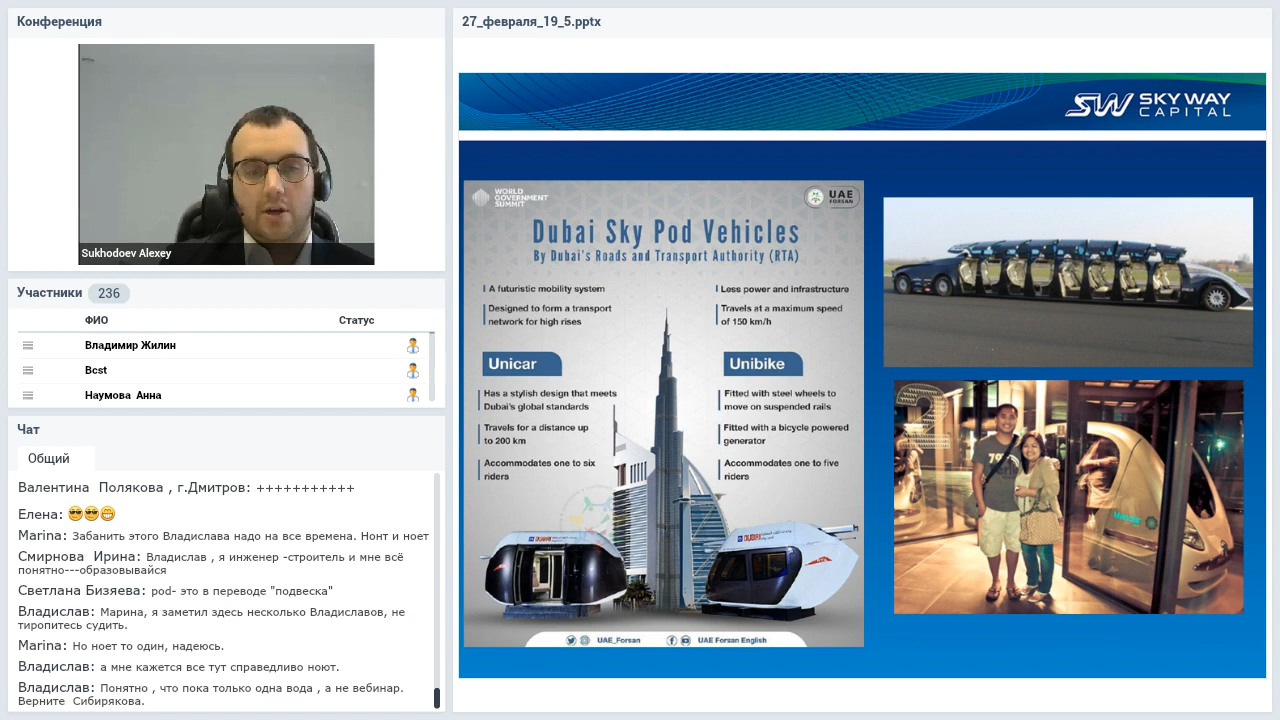 Конференция
Sukhodoev Alexey
Участники 236
ФИО
Статус
Владимир Жилин
Bcst
Наумова Анна
Чат
Общий
Валентина Полякова , г.Дмитров: +++++++++++
Елена:
Marina: Забанить этого Владислава надо на все времена! Нонт и ноет
Смирнова Ирина: Владислав , я инженер -строитель и мне всё
понятно---образовывайся
Светлана Бизяева: pod- это в переводе "подвеска"
Владислав: Марина, я заметил здесь несколько Владиславов, не
тиропитесь судить.
Marina: Но ноет то один, надеюсь.
Владислав: а мне кажется все тут справедливо ноют.
Владислав: Понятно , что пока только одна вода , а не вебинар.
Верните Сибирякова.
27_февраля_19_5.pptx
SW SKY WAY
CAPITAL
WORLD
GOVERNMENT
SUMMIT
UAE
FORSAN
Dubai Sky Pod Vehicles
By Dubai's Roads and Transport Authority (RTA)
A futuristic mobility system
Designed to form a transport
network for high rises
Less power and infrastructure
Travels at a maximum speed
of 150 km/h
Unicar
Has a stylish design that meets
Dubai's global standards
Travels for a distance up
to 200 km
Accommodates one to six
riders
Unibike
Fitted with steel wheels to
move on suspended rails
Fitted with a bicycle powered
generator
Accommodates one to five
riders
UAE_Forsan
UAE Forsan English
2